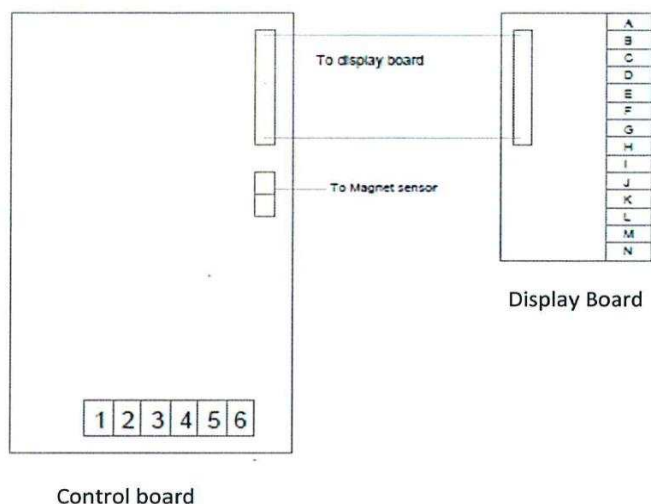 To display board
To Magnet sensor
1 2 3 4 5 6
Control board
A
B
C
D
E
F
G
H
I
J
K
L
M
N
Display Board